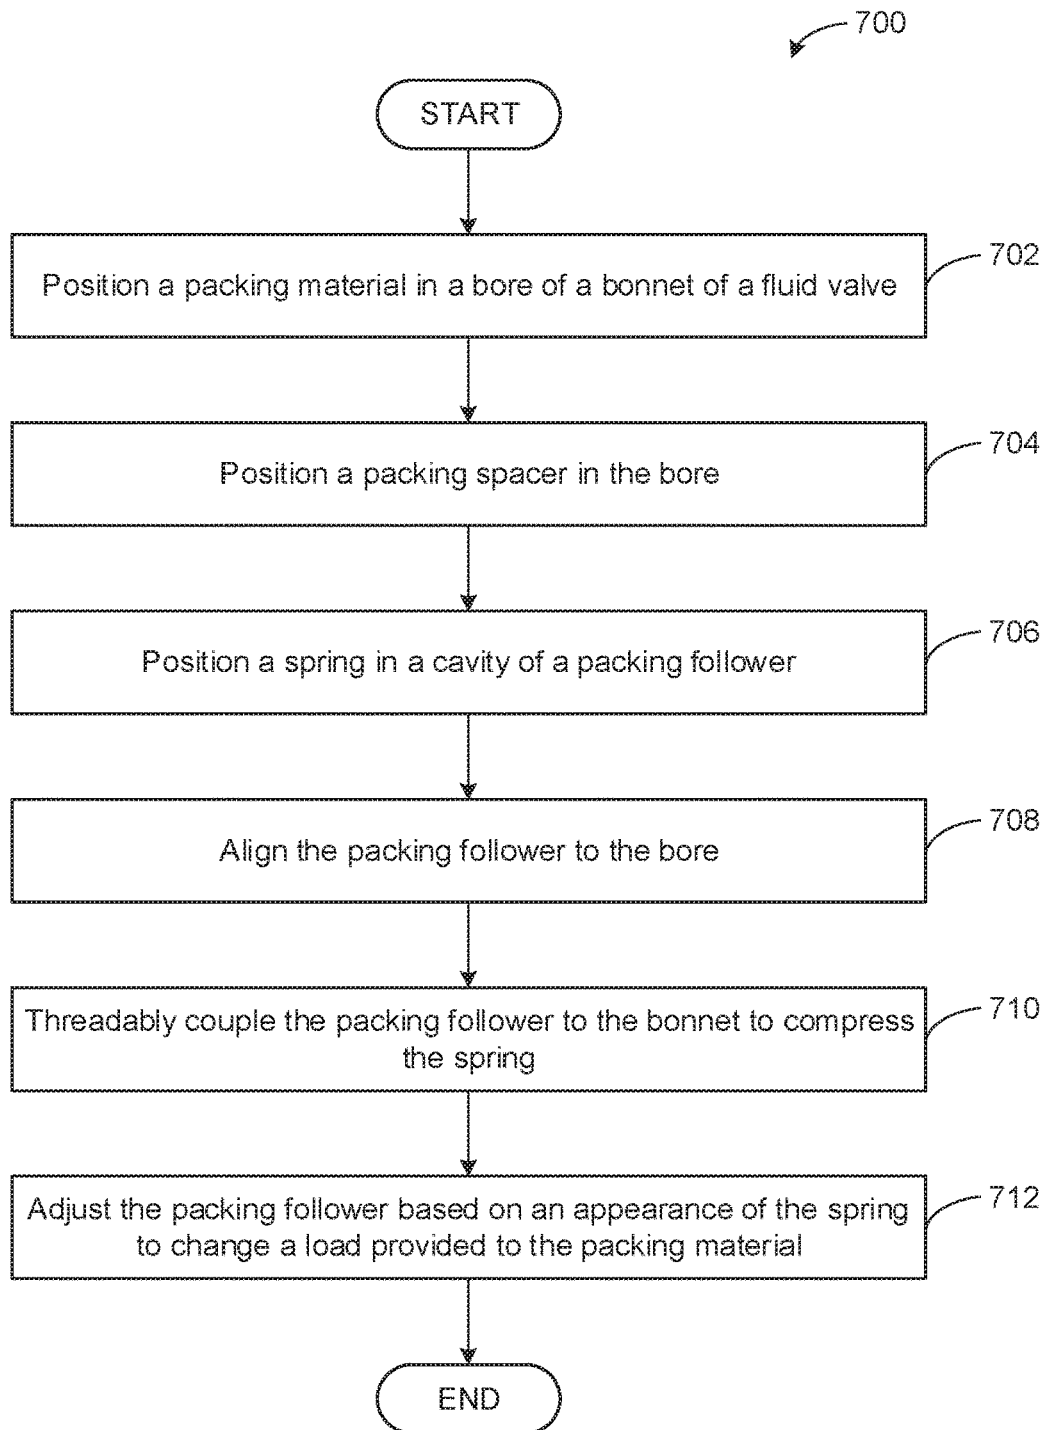 700
START
702
Position a packing material in a bore of a bonnet of a fluid valve
704
Position a packing spacer in the bore
706
Position a spring in a cavity of a packing follower
708
Align the packing follower to the bore
710
Threadably couple the packing follower to the bonnet to compress
the spring
712
Adjust the packing follower based on an appearance of the spring
to change a load provided to the packing material
END